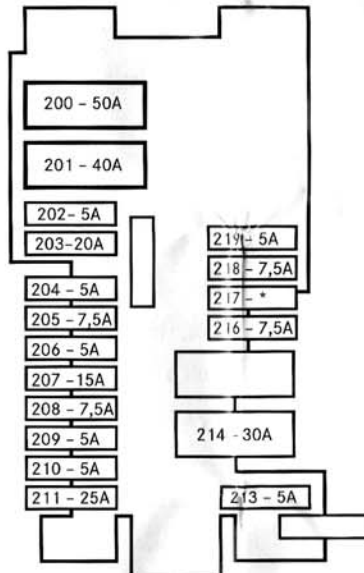 200 - 50A
201 - 40A
202 - 5A
203-20A
204 - 5A
205 - 7,5A
206 - 5A
207 -15A
208 - 7,5A
209 - 5A
210 - 5A
211 - 25A
219 - 5A
218 - 7,5A
217 - *
216 - 7,5A
214 - 30A
213 - 5A